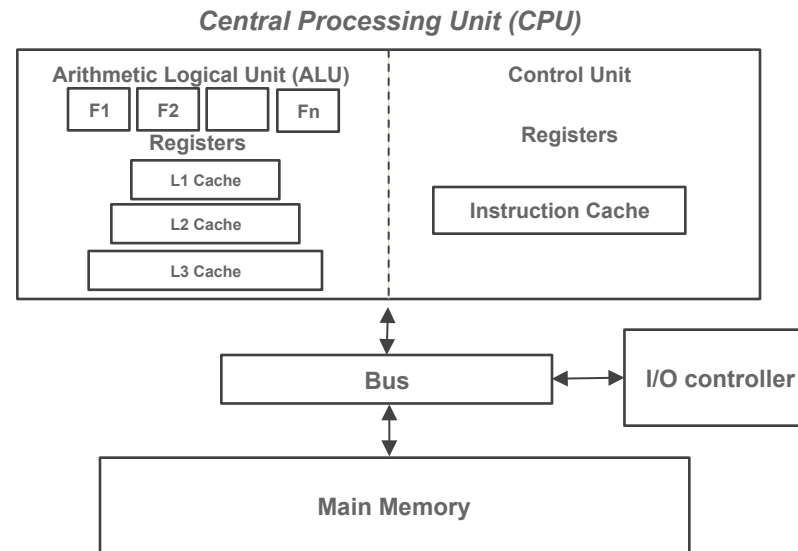 Central Processing Unit (CPU)
Arithmetic Logical Unit (ALU)
F1 F2 Fn
Registers
L1 Cache
L2 Cache
L3 Cache
Control Unit
Registers
Instruction Cache
Bus
I/O controller
Main Memory